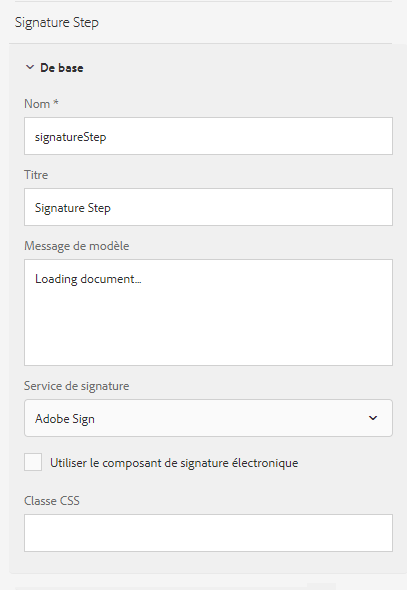 Signature Step
De base
Nom *
signatureStep
Titre
Signature Step
Message de modèle
Loading document...
Service de signature
Adobe Sign
Utiliser le composant de signature électronique
Classe CSS